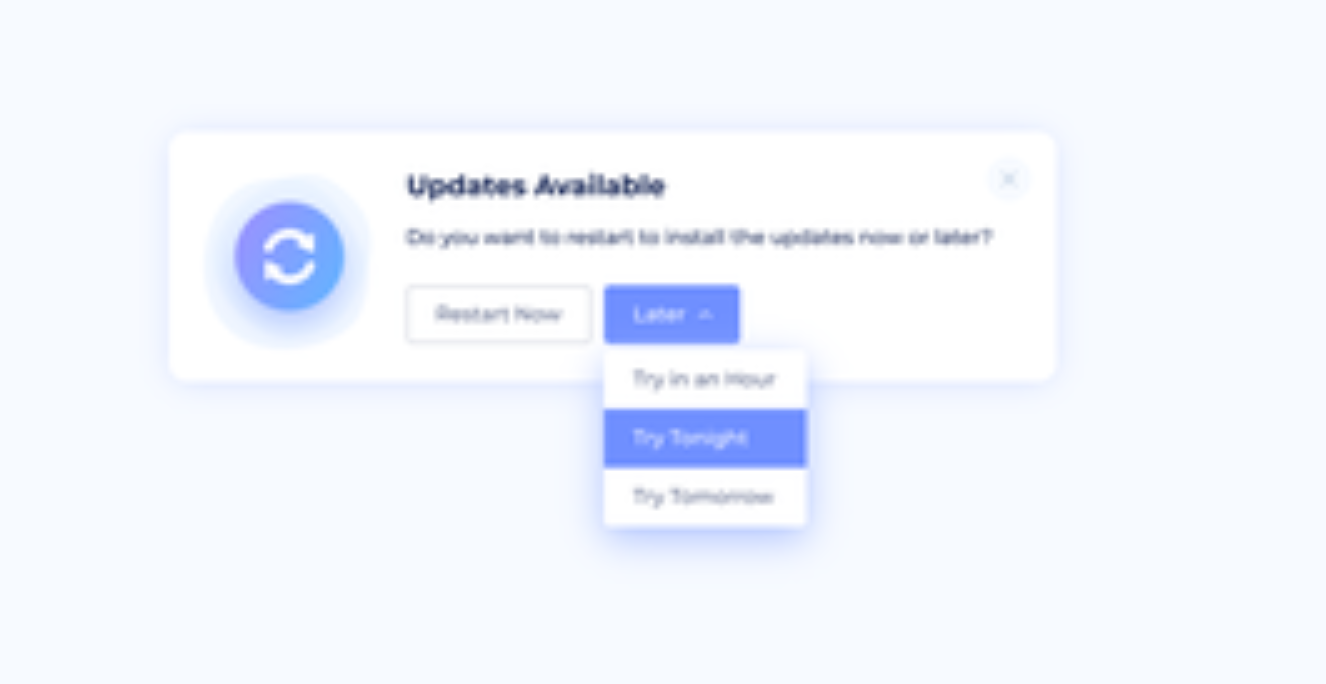 Updates Available
Do you want to restart to install the updates now or later?
Restart Now
Later
Try in an Hour
Try Tonight
Try Tomorrow